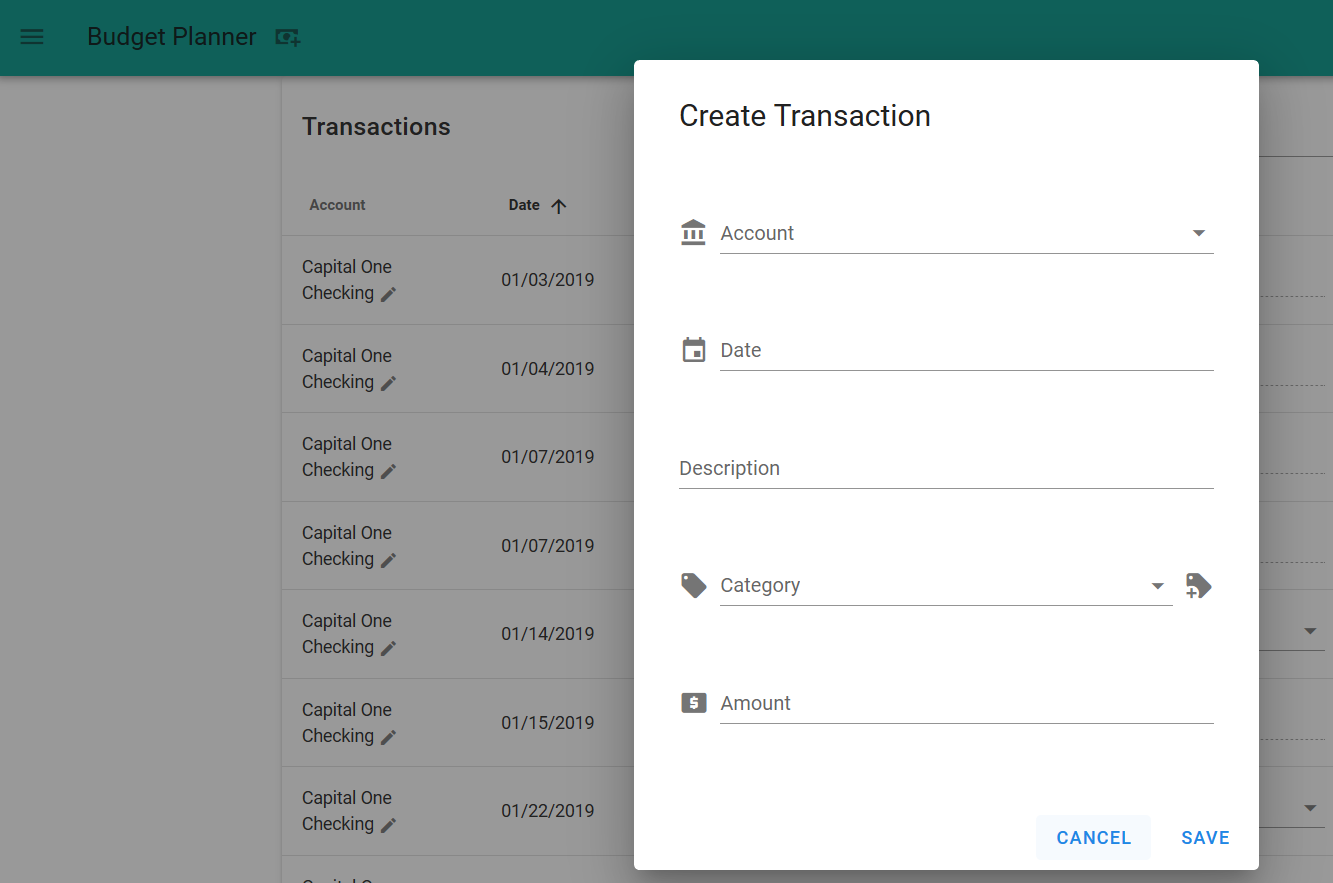 Budget Planner
Transactions
Account Date
Capital One
Checking
01/03/2019
Capital One
Checking
01/04/2019
Capital One
Checking
01/07/2019
Capital One
Checking
01/07/2019
Capital One
Checking
01/14/2019
Capital One
Checking
01/15/2019
Capital One
Checking
01/22/2019
Create Transaction
Account
Date
Description
Category
$ Amount
CANCEL SAVE